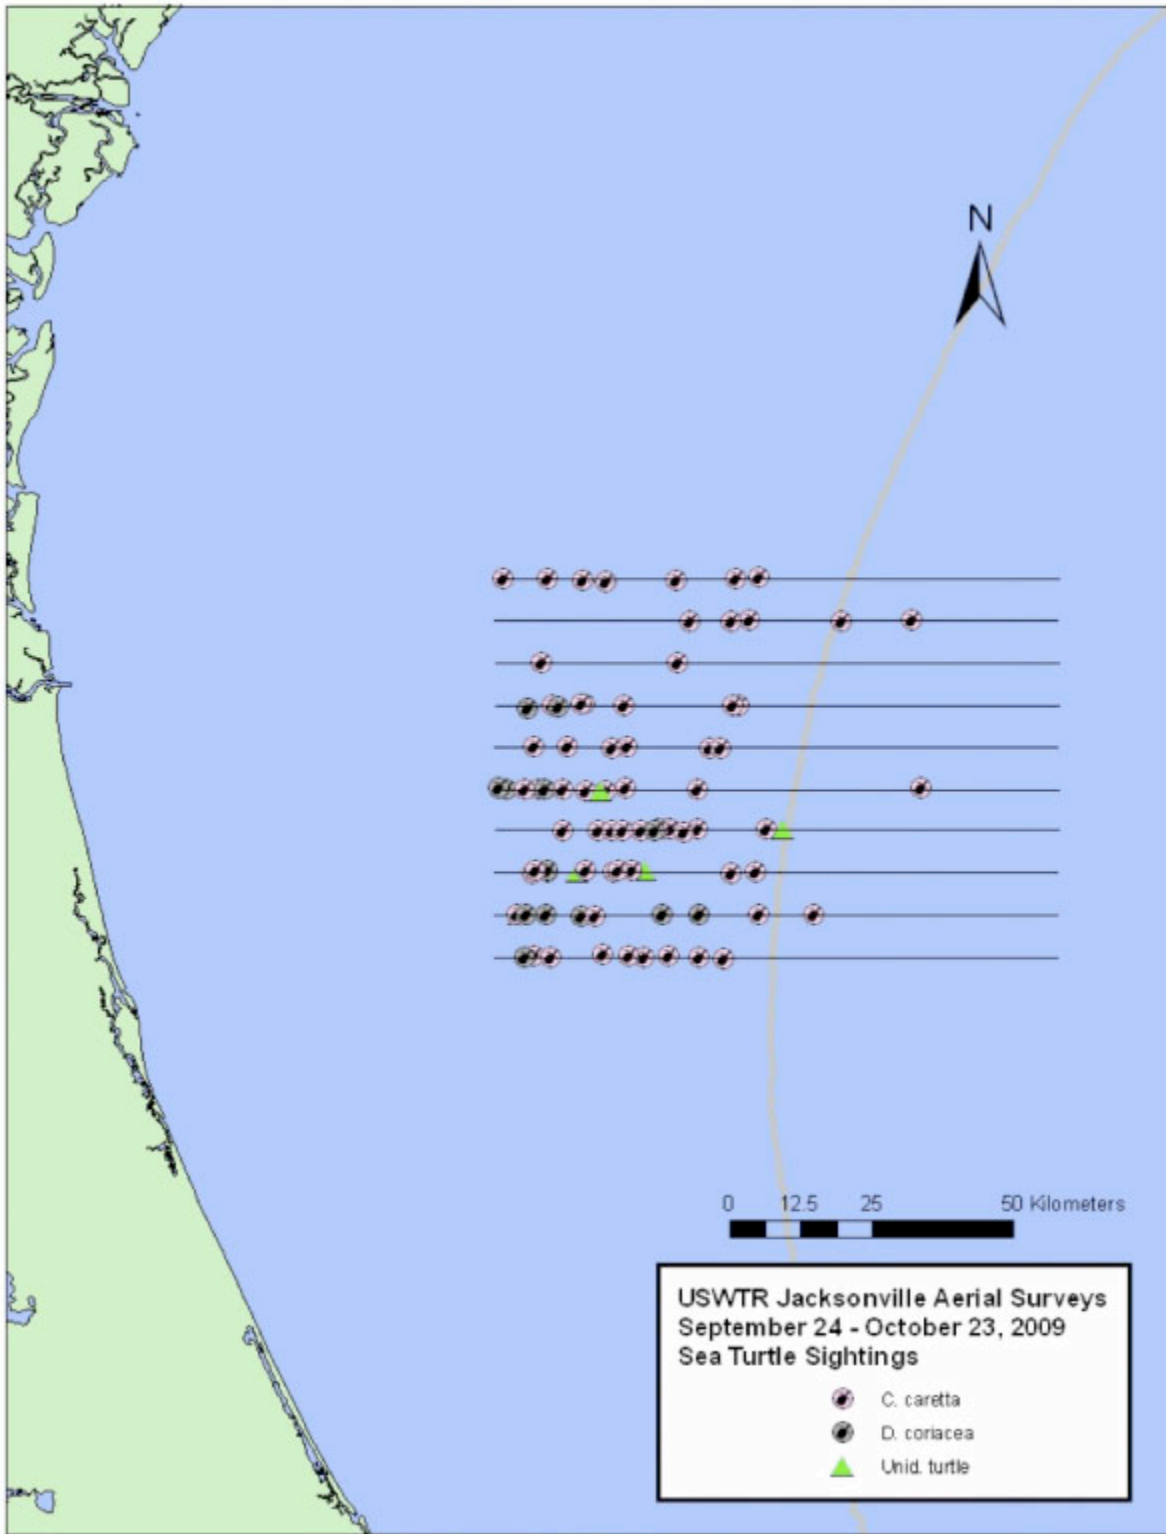 N
0 12.5 25 50 Kilometers
USWTR Jacksonville Aerial Surveys
September 24 - October 23, 2009
Sea Turtle Sightings
C. caretta
D. coriacea
Unid. turtle